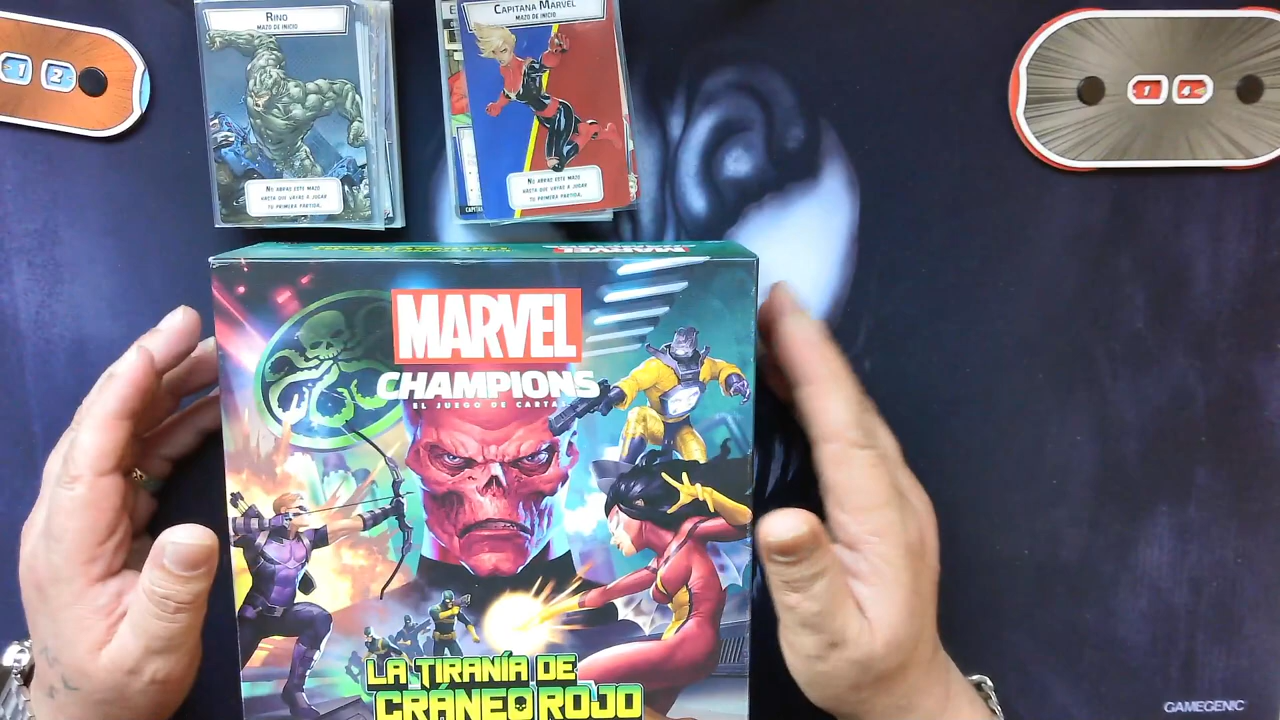 RINO
MAZO DE INICIO
NO ABRAS ESTE MAZO
HASTA QUE VAYAS A JUGAR
TU PRIMERA PARTIDA.
CAPITANA MARVEL
MAZO DE INICIO
NO ABRAS ESTE MAZO
HASTA QUE VAYAS A JUGAR
TU PRIMERA PARTIDA.
1 2
1 4
MARVEL
MARVEL
CHAMPIONS
EL JUEGO DE CARTAS
LA TIRANÍA DE
CRÁNEO ROJO
GAMEGENIC